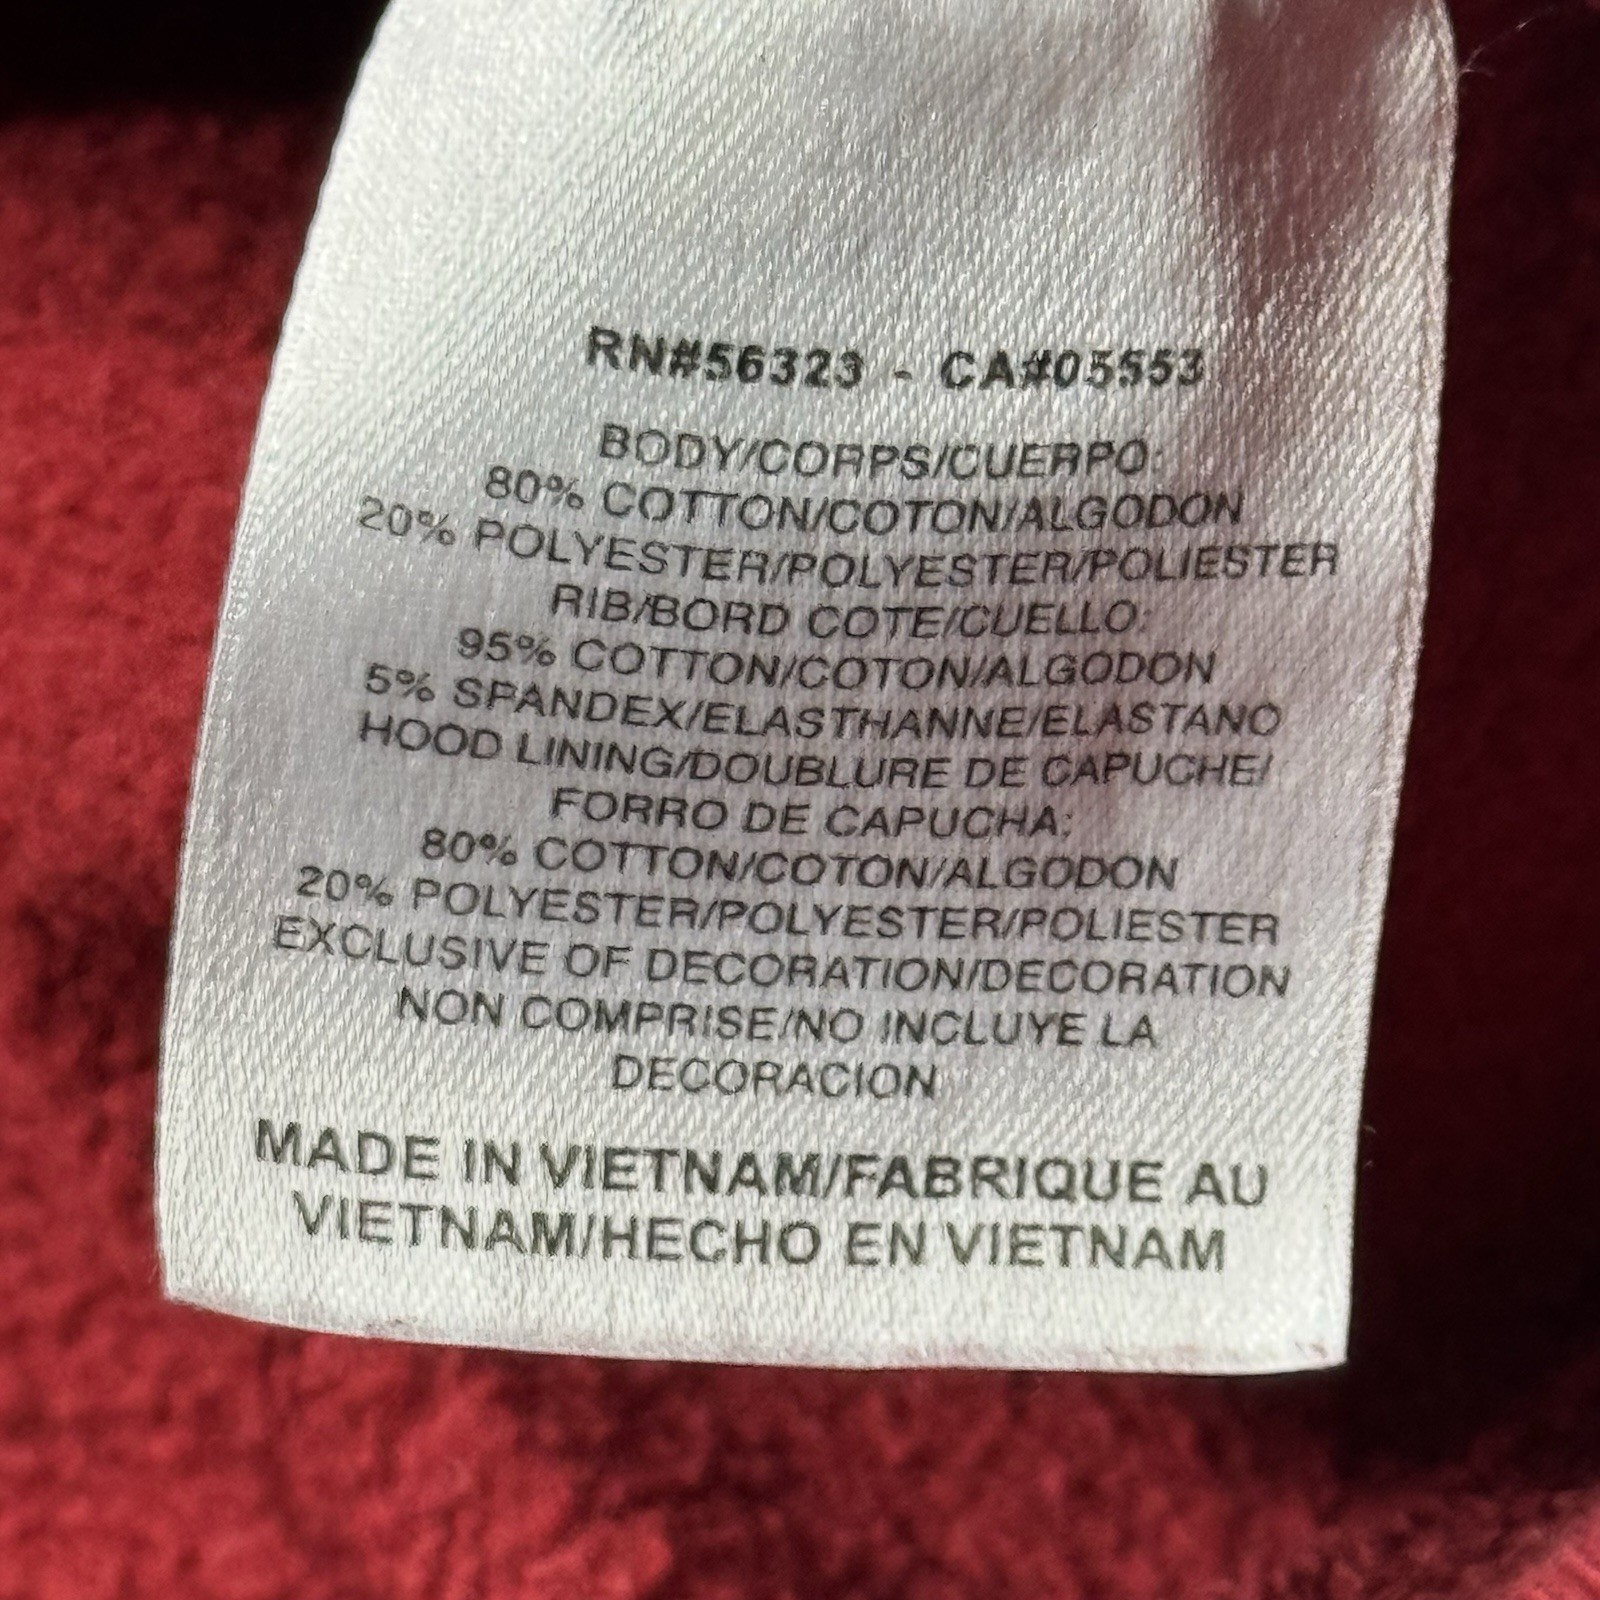 RN#56323 - CA#05553
BODY/CORPS/CUERPO:
80% COTTON/COTON/ALGODON
20% POLYESTER/POLYESTER/POLIESTER
RIB/BORD COTE/CUELLO:
95% COTTON/COTON/ALGODON
5% SPANDEX/ELASTHANNE/ELASTANO
HOOD LINING/DOUBLURE DE CAPUCHE/
FORRO DE CAPUCHA:
80% COTTON/COTON/ALGODON
20% POLYESTER/POLYESTER/POLIESTER
EXCLUSIVE OF DECORATION/DECORATION
NON COMPRISE/NO INCLUYE LA
DECORACION
MADE IN VIETNAM/FABRIQUE AU
VIETNAM/HECHO EN VIETNAM